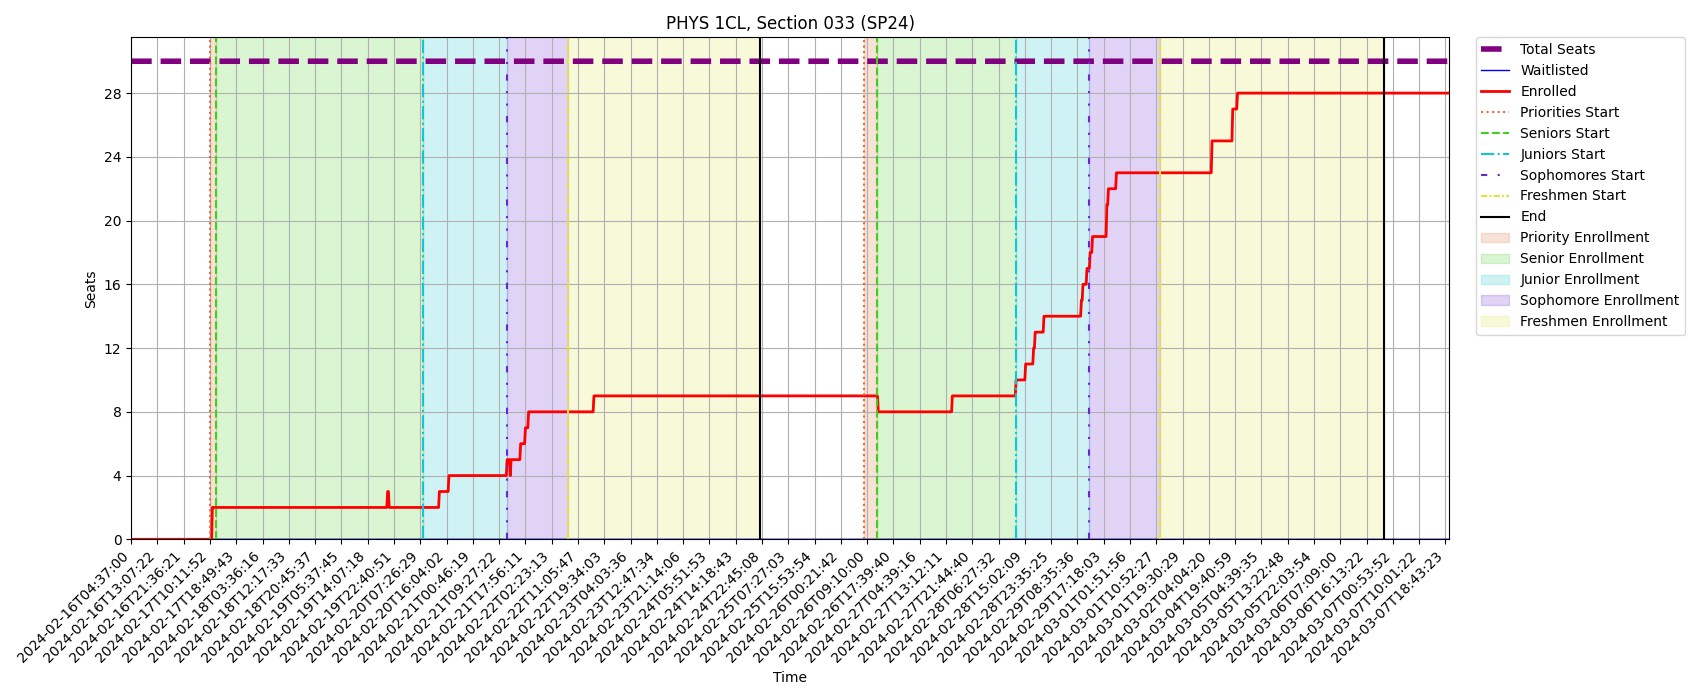 PHYS 1CL, Section 033 (SP24)
Seats
28
24
20
16
12
8
4
0
2024-02-16T04:37:00
2024-02-16T13:07:22
2024-02-16T21:36:21
2024-02-17T10:11:52
2024-02-17T18:49:43
2024-02-18T03:36:16
2024-02-18T12:17:33
2024-02-18T20:45:37
2024-02-19T05:37:45
2024-02-19T14:07:18
2024-02-19T22:40:51
2024-02-20T07:26:29
2024-02-20T16:04:02
2024-02-21T00:46:19
2024-02-21T09:27:22
2024-02-21T17:56:11
2024-02-22T02:23:13
2024-02-22T11:05:47
2024-02-22T19:34:03
2024-02-23T04:03:36
2024-02-23T12:47:34
2024-02-23T21:14:06
2024-02-24T05:51:53
2024-02-24T14:18:43
2024-02-24T22:45:08
2024-02-25T07:27:03
2024-02-25T15:53:54
2024-02-26T00:21:42
2024-02-26T09:10:00
2024-02-26T17:39:40
2024-02-27T04:39:16
2024-02-27T13:12:11
2024-02-27T21:44:40
2024-02-28T06:27:32
2024-02-28T15:02:09
2024-02-28T23:35:25
2024-02-29T08:35:36
2024-02-29T17:18:03
2024-03-01T01:51:56
2024-03-01T10:52:27
2024-03-01T19:30:29
2024-03-02T04:04:20
2024-03-04T19:40:59
2024-03-05T04:39:35
2024-03-05T13:22:48
2024-03-05T22:03:54
2024-03-06T07:09:00
2024-03-06T16:13:22
2024-03-07T00:53:52
2024-03-07T10:01:22
2024-03-07T18:43:23
Time
Total Seats
Waitlisted
Enrolled
Priorities Start
Seniors Start
Juniors Start
Sophomores Start
Freshmen Start
End
Priority Enrollment
Senior Enrollment
Junior Enrollment
Sophomore Enrollment
Freshmen Enrollment